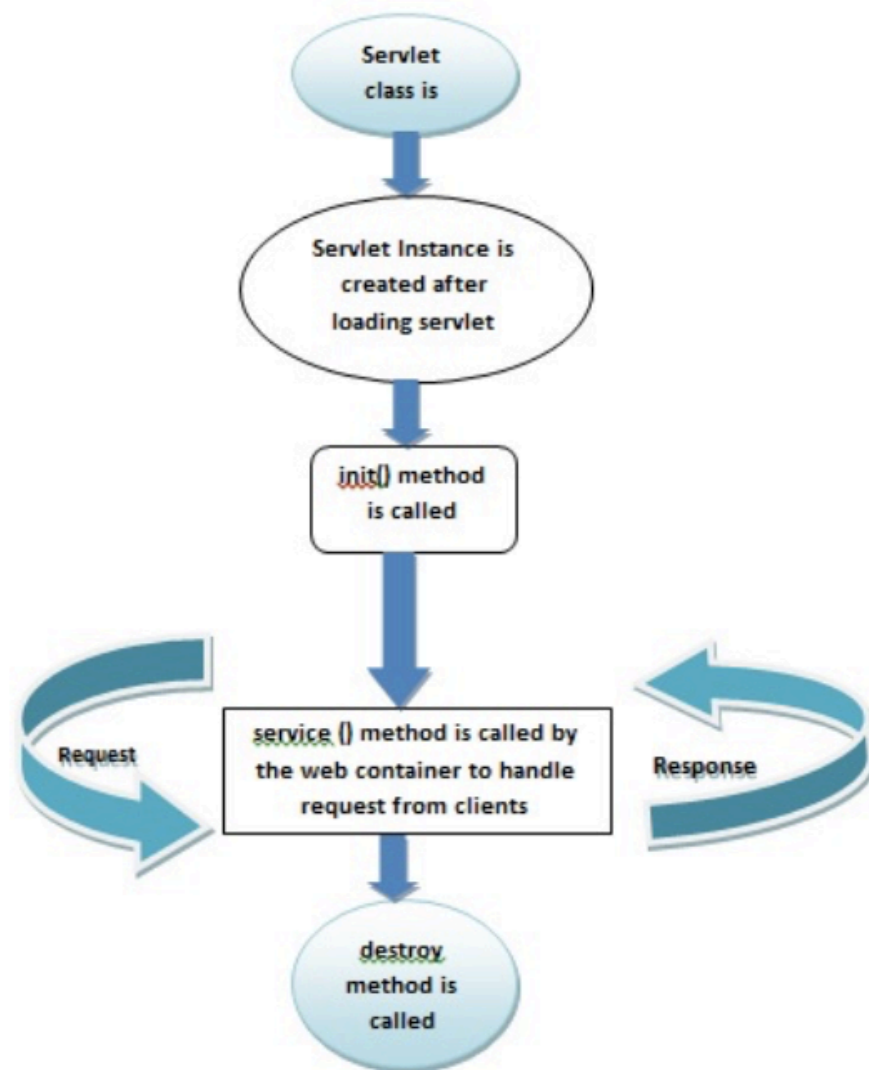 Servlet
class is
Servlet Instance is
created after
loading servlet
init() method
is called
Request
service () method is called by
the web container to handle
request from clients
Response
destroy
method is
called